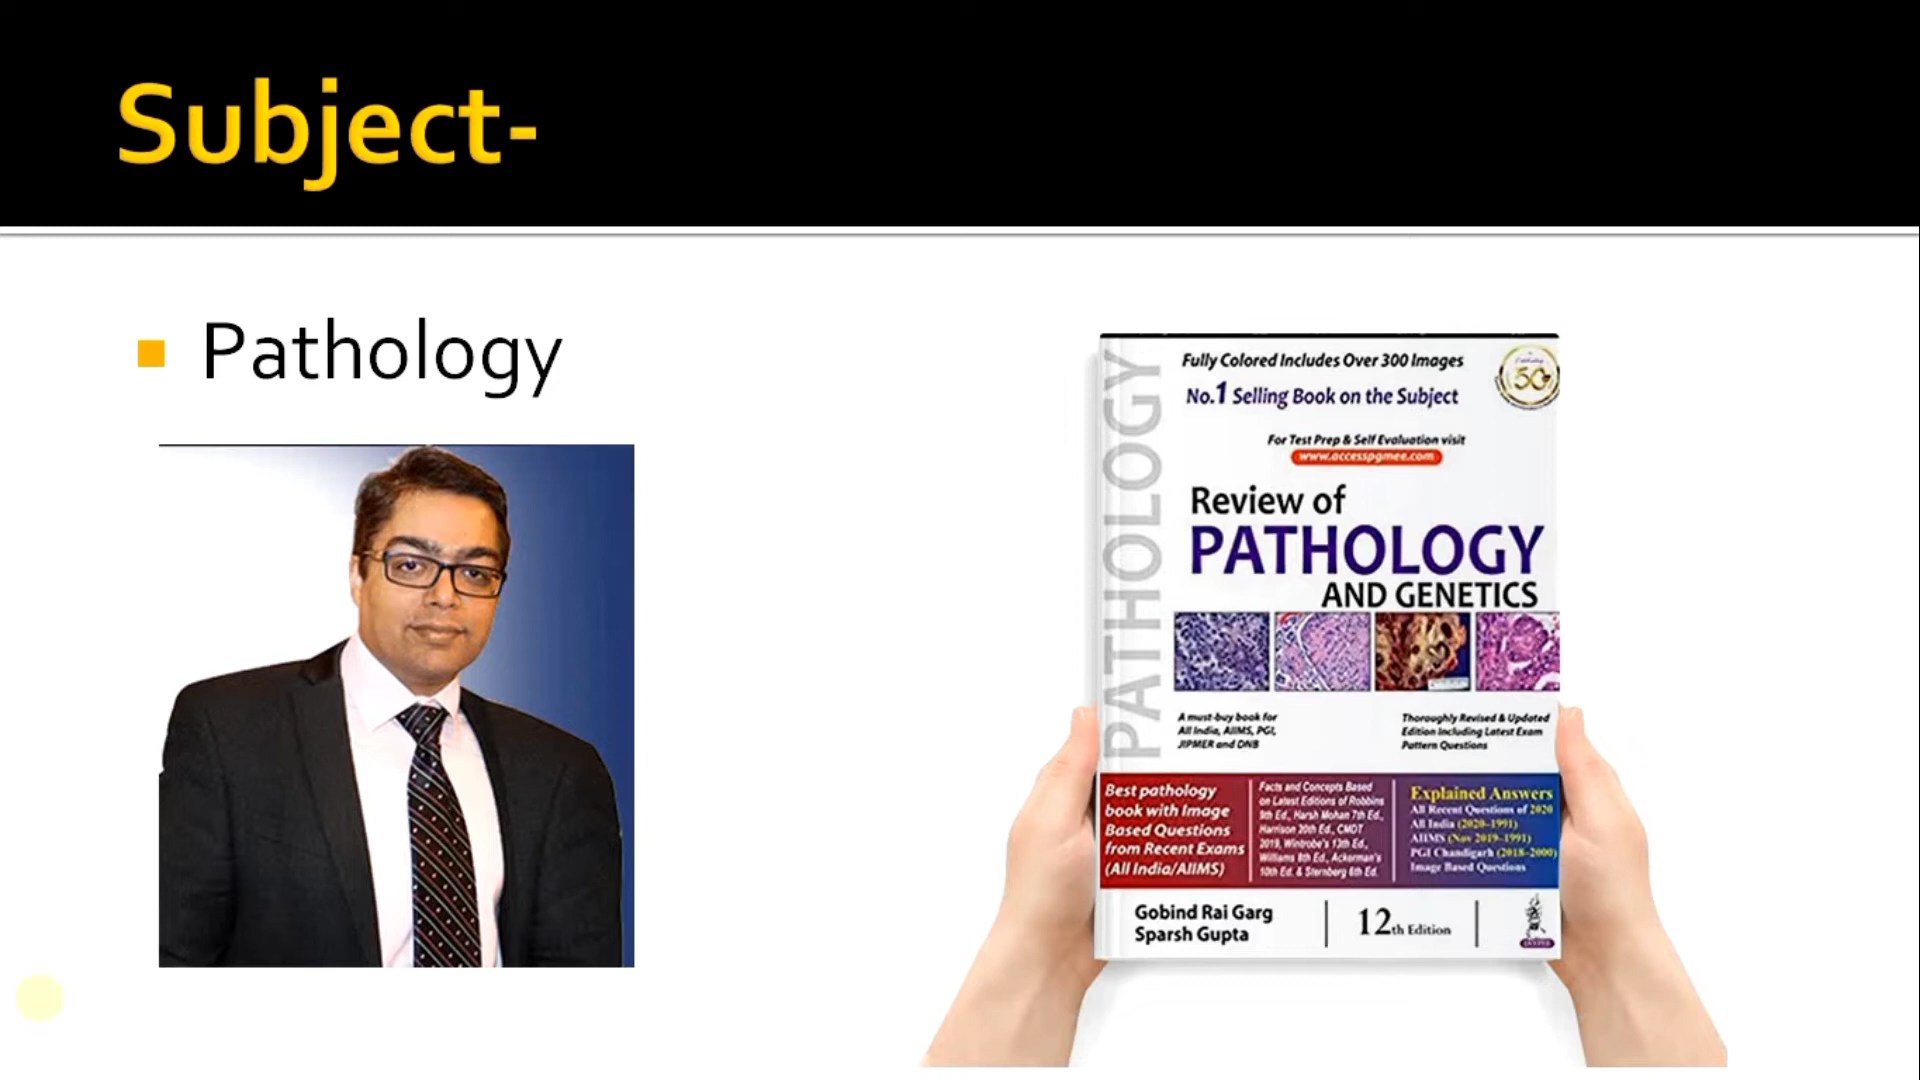 Subject-
Pathology
PATHOLOGY
Fully Colored Includes Over 300 Images
No.1 Selling Book on the Subject
50
For Test Prep & Self Evaluation visit
www.accesspgmee.com
Review of
PATHOLOGY
AND GENETICS
A must-buy book for
All India, AIIMS, PGI,
JIPMER and DNB
Thoroughly Revised & Updated
Edition Including Latest Exam
Pattern Questions
Best pathology
book with Image
Based Questions
from Recent Exams
(All India/AIIMS)
Facts and Concepts Based
on Latest Editions of Robbins
9th Ed., Harsh Mohan 7th Ed.,
Harrison 20th Ed., CMDT
2019, Wintrobe's 13th Ed.,
Williams 8th Ed., Ackerman's
10th Ed. & Sternberg 6th Ed.
Explained Answers
All Recent Questions of 2020
All India (2020-1991)
AIIMS (Nov 2019-1991)
PGI Chandigarh (2018-2000)
Image Based Questions
Gobind Rai Garg
Sparsh Gupta
12th Edition